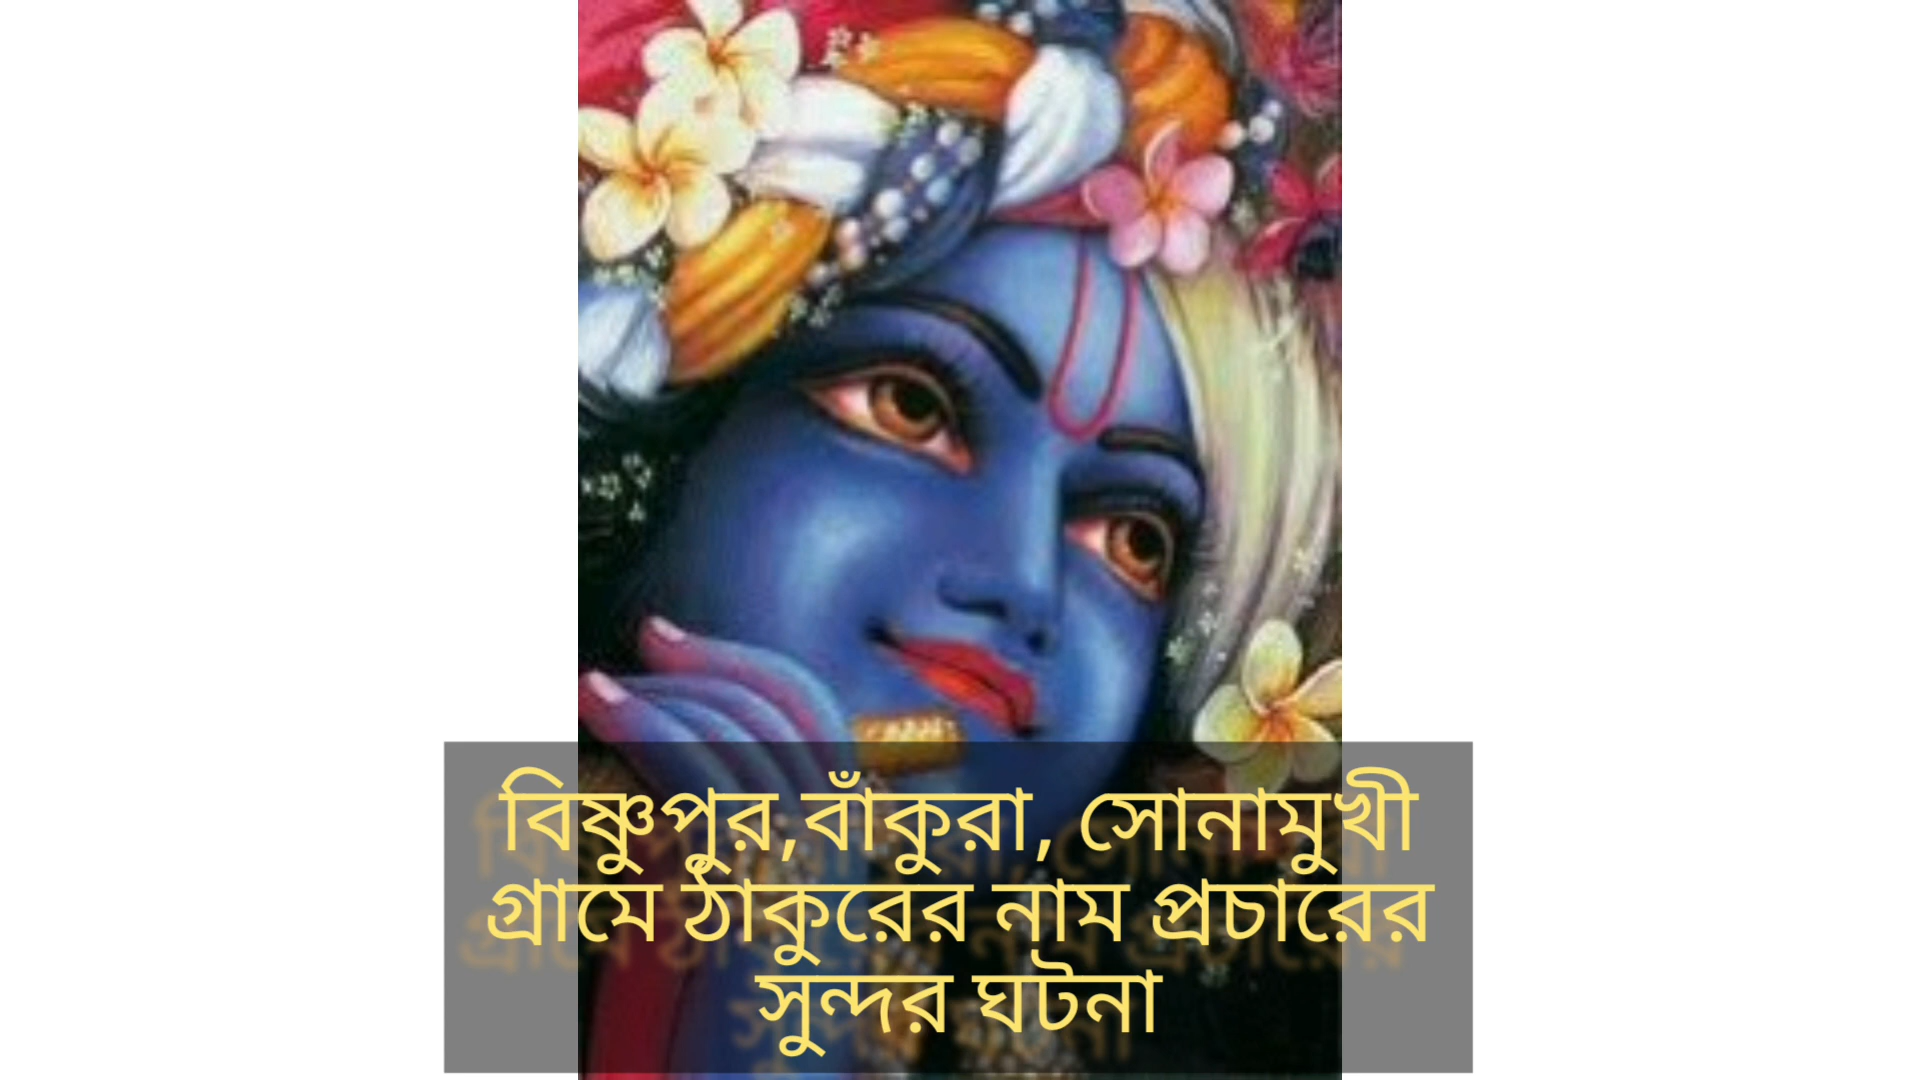 বিষ্ণুপুর,বাঁকুরা, সোনামুখী
গ্রামে ঠাকুরের নাম প্রচারের
সুন্দর ঘটনা